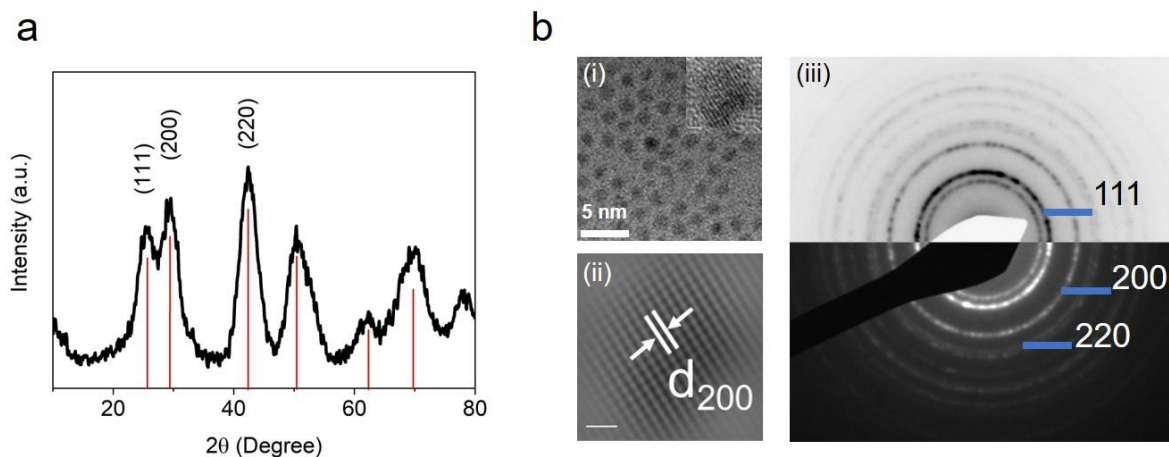 a
Intensity (a.u.)
(111)
(200)
(220)
20
40
60
80
2θ (Degree)
b
(i)
5 nm
(ii)
d200
(iii)
111
200
220